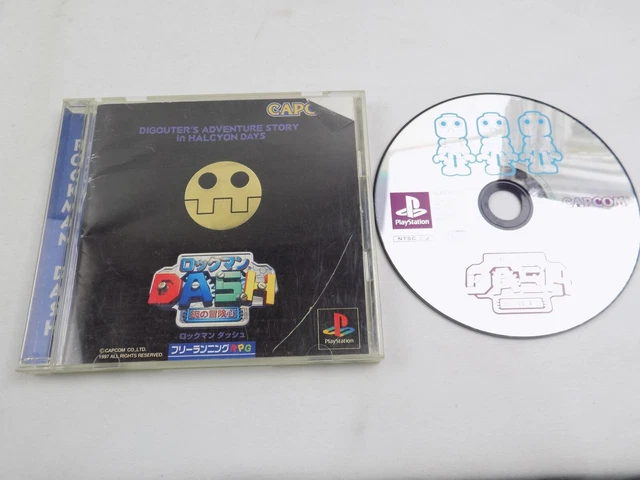 ROCKMAN DASH
CAPC
DIGOUTER'S ADVENTURE STORY
in HALCYON DAYS
ロックマン
DASH
鋼の冒険心
ロックマン ダッシュ
フリーランニングRPG
©CAPCOM CO.,LTD.
1997 ALL RIGHTS RESERVED.
PlayStation
PlayStation
NTSC J
CAPCOM
DASH